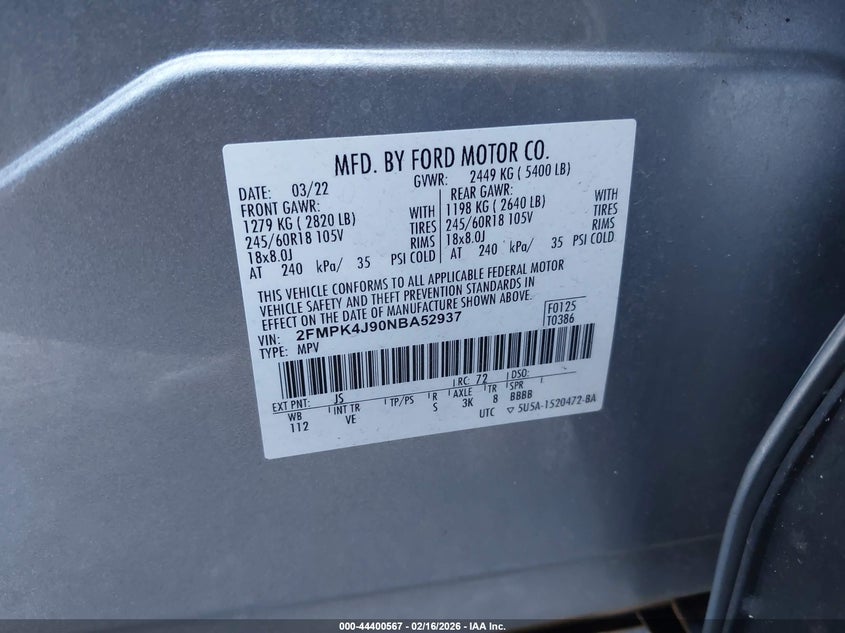 MFD. BY FORD MOTOR CO.
DATE: 03/22 GVWR: 2449 KG ( 5400 LB)
FRONT GAWR: REAR GAWR:
1279 KG ( 2820 LB) WITH 1198 KG ( 2640 LB) WITH
245/60R18 105V TIRES 245/60R18 105V TIRES
18x8.0J RIMS 18x8.0J RIMS
AT 240 kPa/ 35 PSI COLD AT 240 kPa/ 35 PSI COLD
THIS VEHICLE CONFORMS TO ALL APPLICABLE FEDERAL MOTOR
VEHICLE SAFETY AND THEFT PREVENTION STANDARDS IN
EFFECT ON THE DATE OF MANUFACTURE SHOWN ABOVE.
VIN: 2FMPK4J90NBA52937 F0125
TYPE: MPV T0386
EXT PNT: JS RC: 72 DSO:
WB INT TR TP/PS R AXLE TR SPR
112 VE S 3K 8 BBBB
UTC ▽ 5U5A-1520472-BA
000-44400567 - 02/16/2026 - IAA Inc.